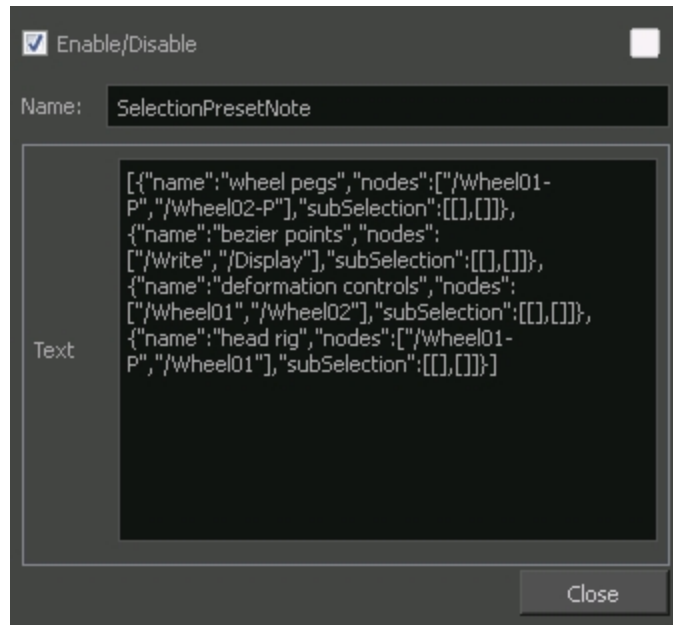 Enable/Disable
Name: SelectionPresetNote
Text
[{"name":"wheel pegs","nodes":["/Wheel01-
P","/Wheel02-P"],"subSelection":[[],[]]},
{"name":"bezier points","nodes":
["/Write","/Display"],"subSelection":[[],[]]},
{"name":"deformation controls","nodes":
["/Wheel01","/Wheel02"],"subSelection":[[],[]]},
{"name":"head rig","nodes":["/Wheel01-
P","/Wheel01"],"subSelection":[[],[]]}]
Close